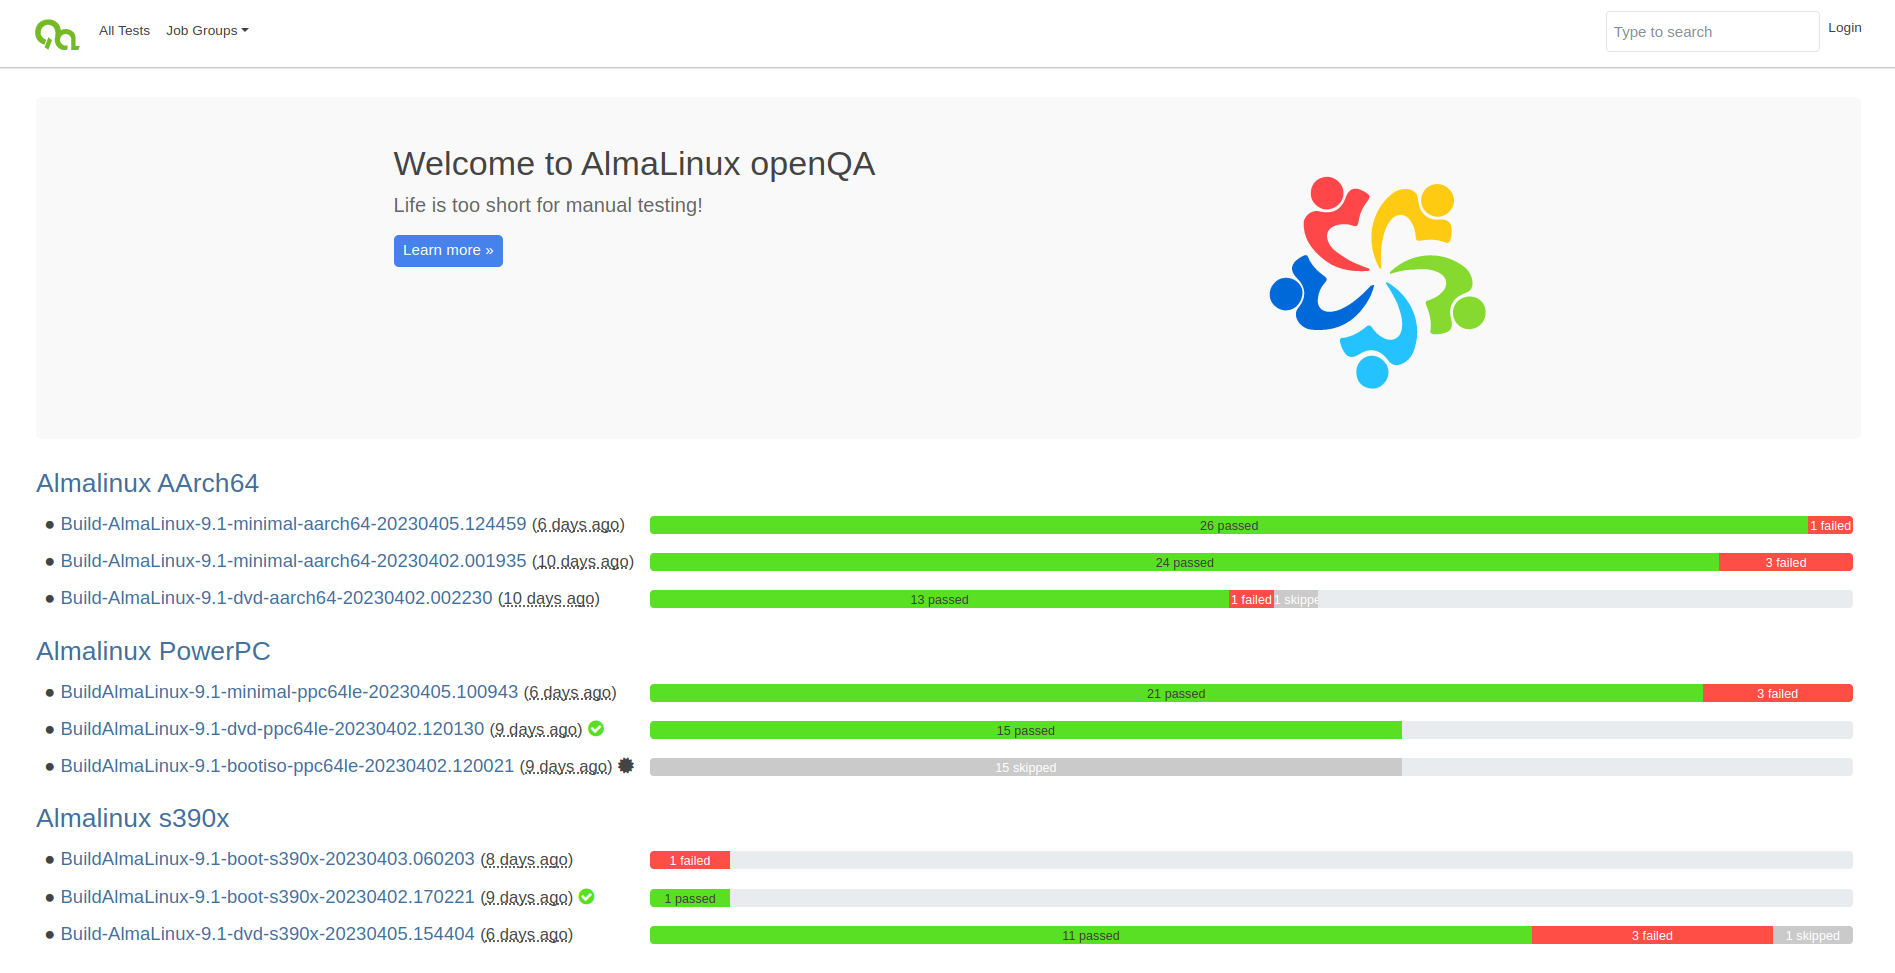 All Tests Job Groups Type to search Login
Welcome to AlmaLinux openQA
Life is too short for manual testing!
Learn more »
Almalinux AArch64
Build-AlmaLinux-9.1-minimal-aarch64-20230405.124459 (6 days ago) 26 passed 1 failed
Build-AlmaLinux-9.1-minimal-aarch64-20230402.001935 (10 days ago) 24 passed 3 failed
Build-AlmaLinux-9.1-dvd-aarch64-20230402.002230 (10 days ago) 13 passed 1 failed 1 skippe
Almalinux PowerPC
BuildAlmaLinux-9.1-minimal-ppc64le-20230405.100943 (6 days ago) 21 passed 3 failed
BuildAlmaLinux-9.1-dvd-ppc64le-20230402.120130 (9 days ago) 15 passed
BuildAlmaLinux-9.1-bootiso-ppc64le-20230402.120021 (9 days ago) 15 skipped
Almalinux s390x
BuildAlmaLinux-9.1-boot-s390x-20230403.060203 (8 days ago) 1 failed
BuildAlmaLinux-9.1-boot-s390x-20230402.170221 (9 days ago) 1 passed
Build-AlmaLinux-9.1-dvd-s390x-20230405.154404 (6 days ago) 11 passed 3 failed 1 skipped